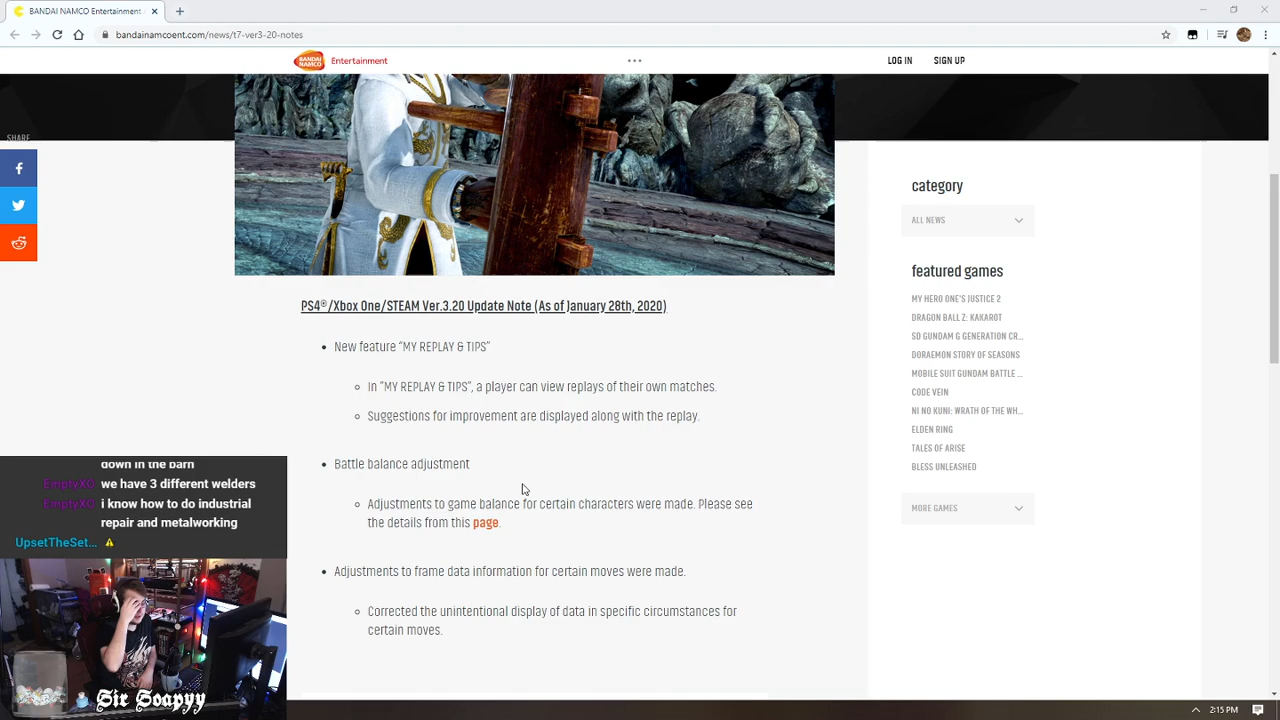 BANDAI NAMCO Entertainment
bandainamcoent.com/news/t7-ver3-20-notes
BANDAI NAMCO
Entertainment
LOG IN
SIGN UP
SHARE
category
ALL NEWS
featured games
MY HERO ONE'S JUSTICE 2
DRAGON BALL Z: KAKAROT
SD GUNDAM G GENERATION CR...
DORAEMON STORY OF SEASONS
MOBILE SUIT GUNDAM BATTLE ...
CODE VEIN
NI NO KUNI: WRATH OF THE WH...
ELDEN RING
TALES OF ARISE
BLESS UNLEASHED
MORE GAMES
PS4®/Xbox One/STEAM Ver.3.20 Update Note (As of January 28th, 2020)
New feature “MY REPLAY & TIPS”
In “MY REPLAY & TIPS”, a player can view replays of their own matches.
Suggestions for improvement are displayed along with the replay.
Battle balance adjustment
Adjustments to game balance for certain characters were made. Please see
the details from this page.
Adjustments to frame data information for certain moves were made.
Corrected the unintentional display of data in specific circumstances for
certain moves.
down in the barn
EmptyXO we have 3 different welders
EmptyXO i know how to do industrial
repair and metalworking
UpsetTheSet...
Sir Soapyy
2:15 PM